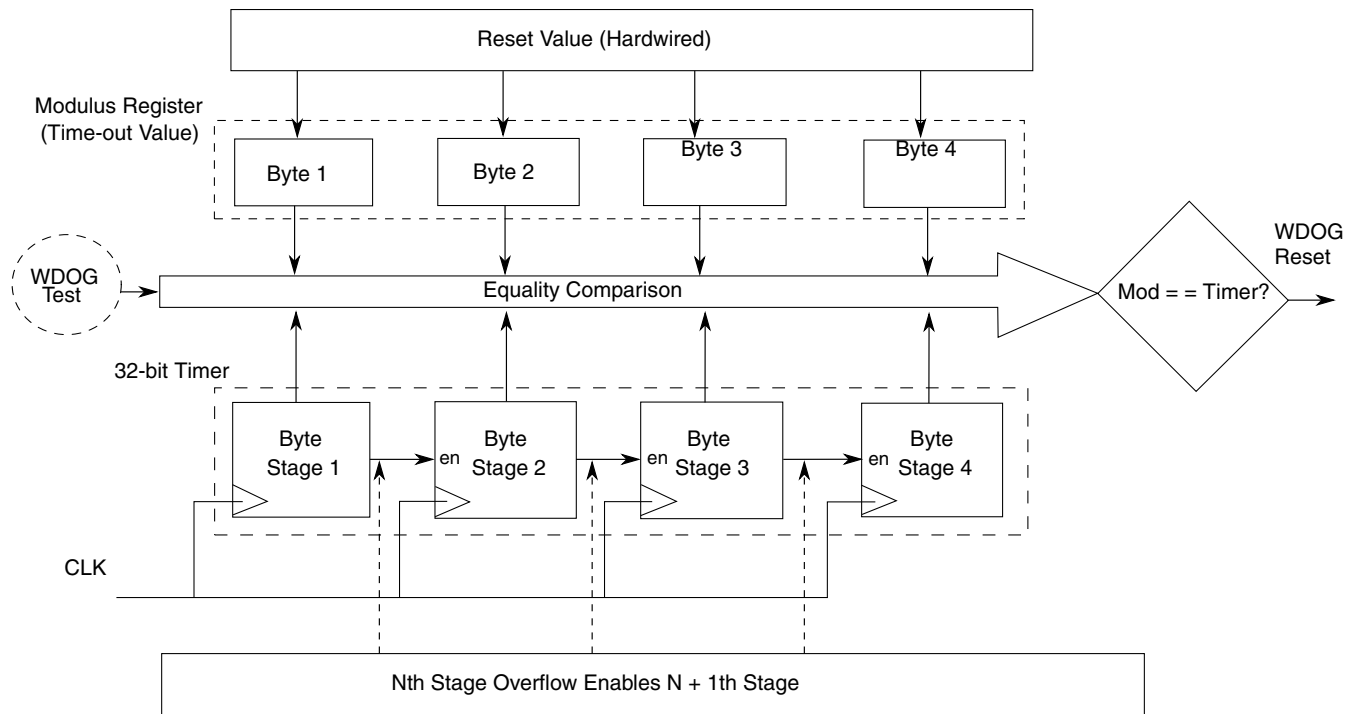 Reset Value (Hardwired)
Modulus Register
(Time-out Value)
Byte 1
Byte 2
Byte 3
Byte 4
WDOG
Test
Equality Comparison
Mod = = Timer?
WDOG
Reset
32-bit Timer
Byte
Stage 1
en
Byte
Stage 2
en
Byte
Stage 3
en
Byte
Stage 4
CLK
Nth Stage Overflow Enables N + 1th Stage